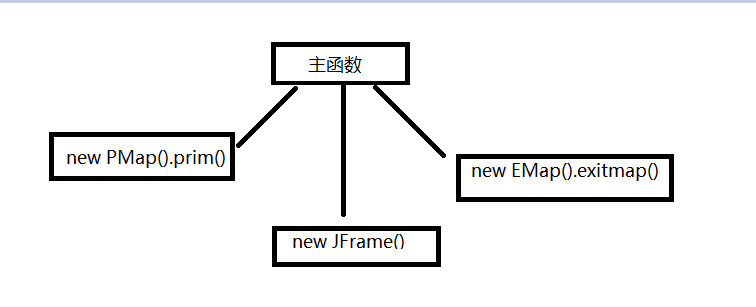 主函数
new PMap().prim()
new EMap().exitmap()
new JFrame()